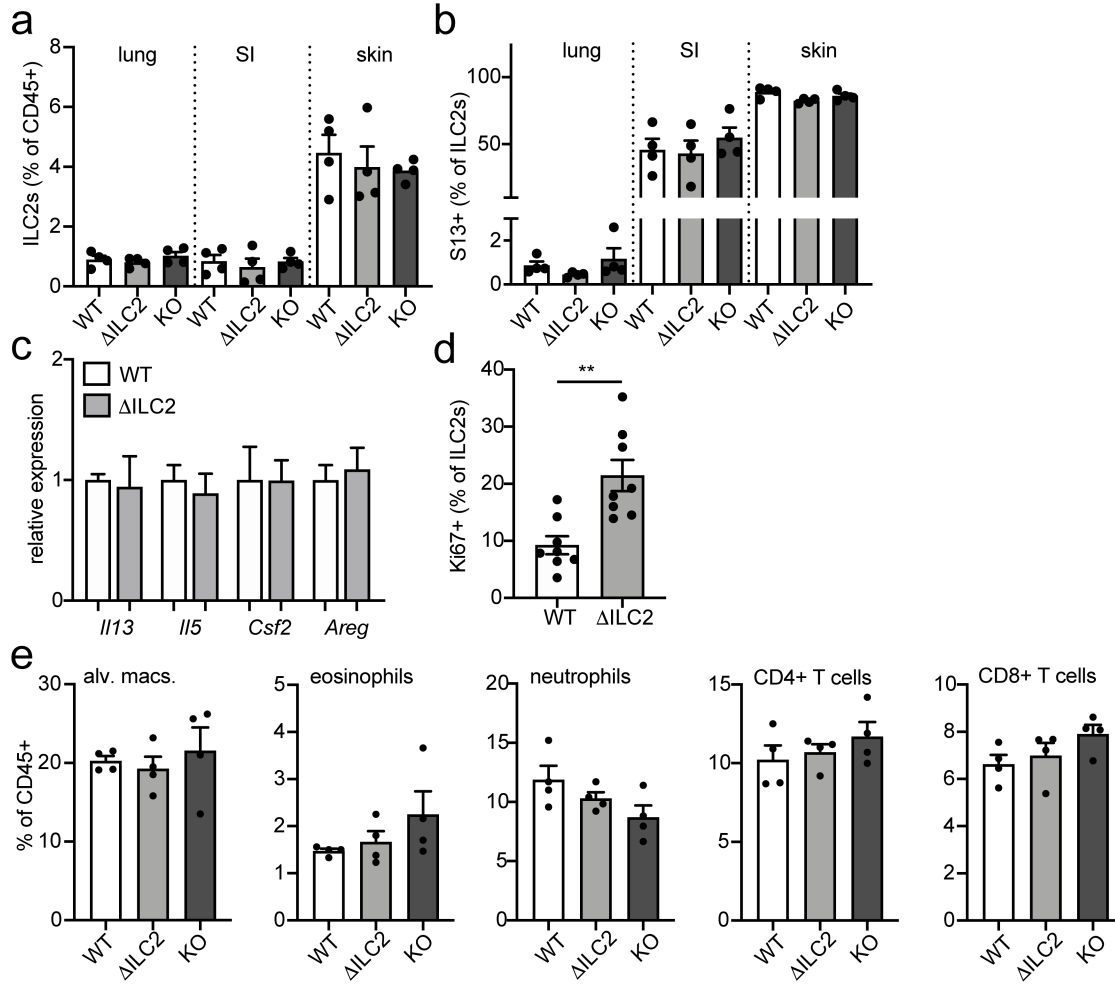 a
ILC2s (% of CD45+)
8
6
4
2
0
lung
SI
skin
WT
ΔILC2
KO
WT
ΔILC2
KO
WT
ΔILC2
KO
b
S13+ (% of ILC2s)
100
50
2
0
lung
SI
skin
WT
ΔILC2
KO
WT
ΔILC2
KO
WT
ΔILC2
KO
c
relative expression
2
1
0
WT
ΔILC2
Il13
Il5
Csf2
Areg
d
Ki67+ (% of ILC2s)
40
30
20
10
0
**
WT
ΔILC2
e
% of CD45+
alv. macs.
30
20
10
0
WT
ΔILC2
KO
eosinophils
5
4
3
2
1
0
WT
ΔILC2
KO
neutrophils
20
15
10
5
0
WT
ΔILC2
KO
CD4+ T cells
15
10
5
0
WT
ΔILC2
KO
CD8+ T cells
10
8
6
4
2
0
WT
ΔILC2
KO